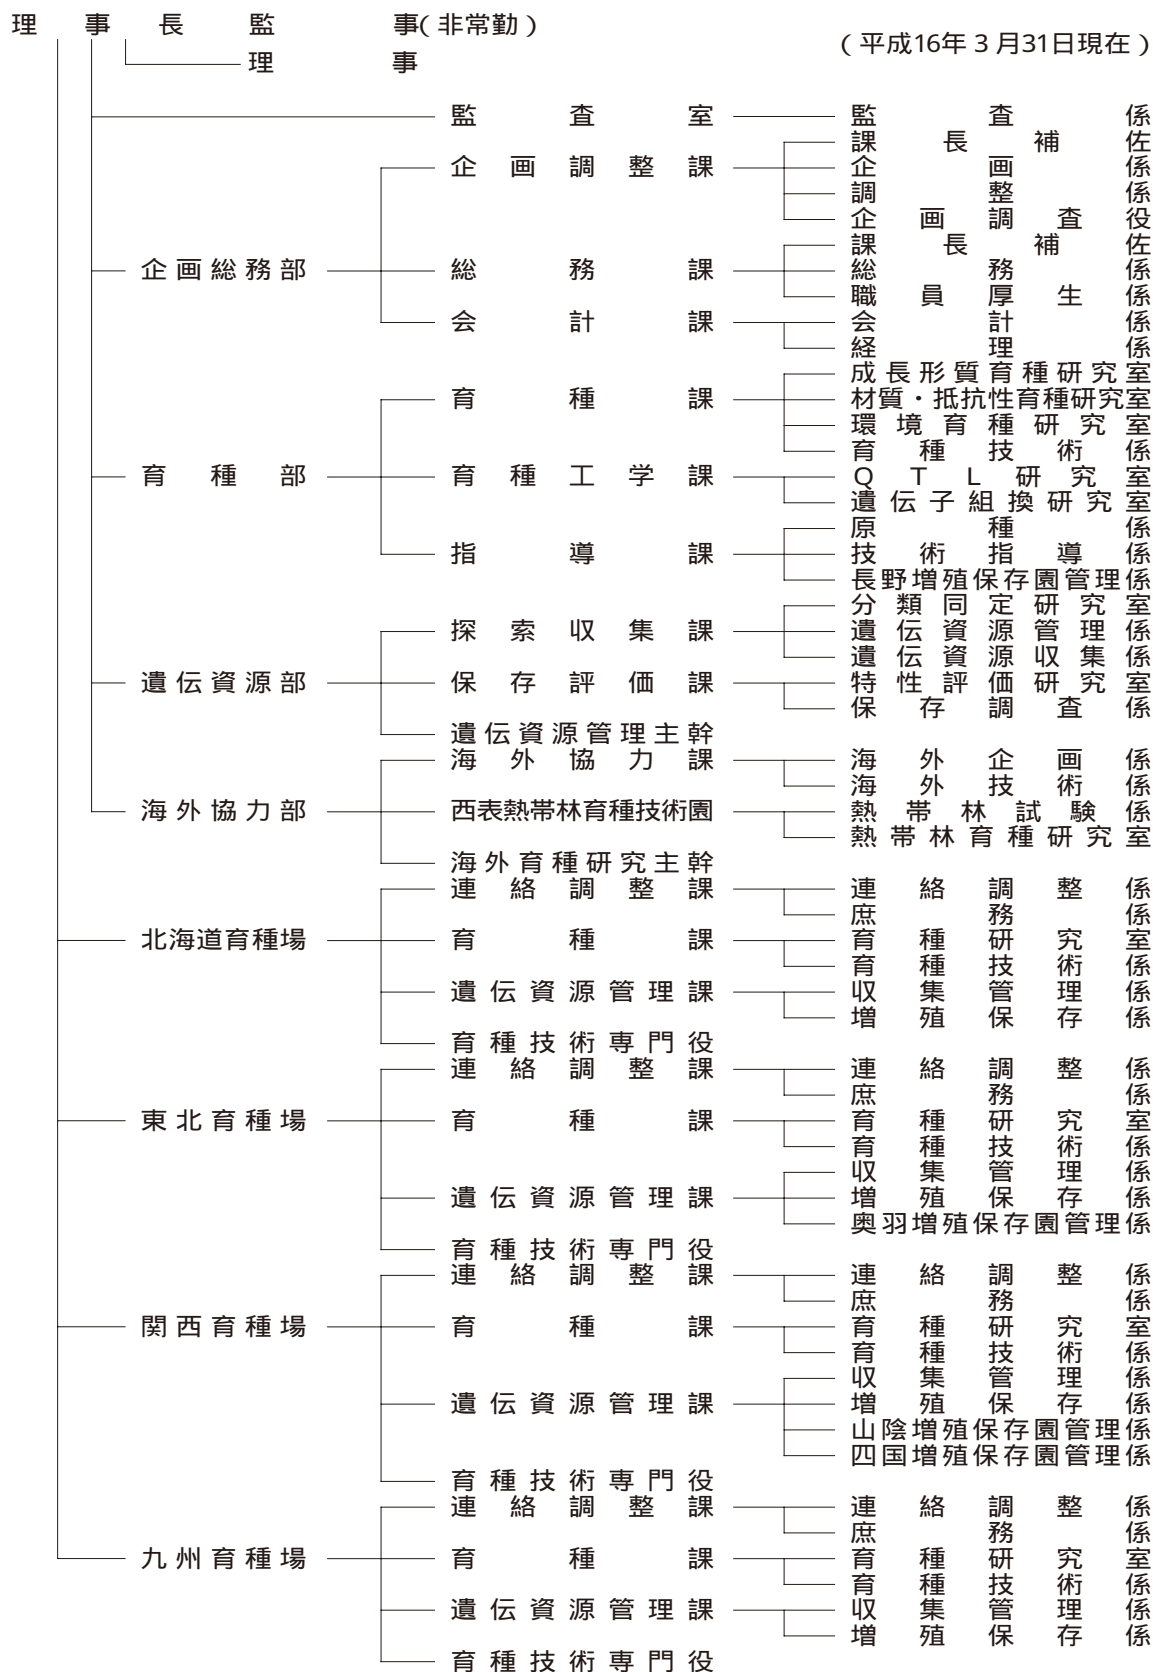 理事長 監事(非常勤)
(平成16年3月31日現在)
理事
監査室 監査係
課長補佐
企画調整課 企画係
調整係
企画調査役
課長補佐
企画総務部 総務課 総務係
職員厚生係
会計課 会計係
経理係
成長形質育種研究室
育種課 材質・抵抗性育種研究室
環境育種研究室
育種技術係
育種部 育種工学課 QTL研究室
遺伝子組換研究室
原種係
指導課 技術指導係
長野増殖保存園管理係
分類同定研究室
探索収集課 遺伝資源管理係
遺伝資源収集係
遺伝資源部 保存評価課 特性評価研究室
保存調査係
遺伝資源管理主幹
海外協力課 海外企画係
海外技術係
海外協力部 西表熱帯林育種技術園 熱帯林試験係
熱帯林育種研究室
海外育種研究主幹
連絡調整課 連絡調整係
庶務係
北海道育種場 育種課 育種研究室
育種技術係
遺伝資源管理課 収集管理係
増殖保存係
育種技術専門役
連絡調整課 連絡調整係
庶務係
東北育種場 育種課 育種研究室
育種技術係
収集管理係
遺伝資源管理課 増殖保存係
奥羽増殖保存園管理係
育種技術専門役
連絡調整課 連絡調整係
庶務係
関西育種場 育種課 育種研究室
育種技術係
収集管理係
遺伝資源管理課 増殖保存係
山陰増殖保存園管理係
四国増殖保存園管理係
育種技術専門役
連絡調整課 連絡調整係
庶務係
九州育種場 育種課 育種研究室
育種技術係
遺伝資源管理課 収集管理係
増殖保存係
育種技術専門役